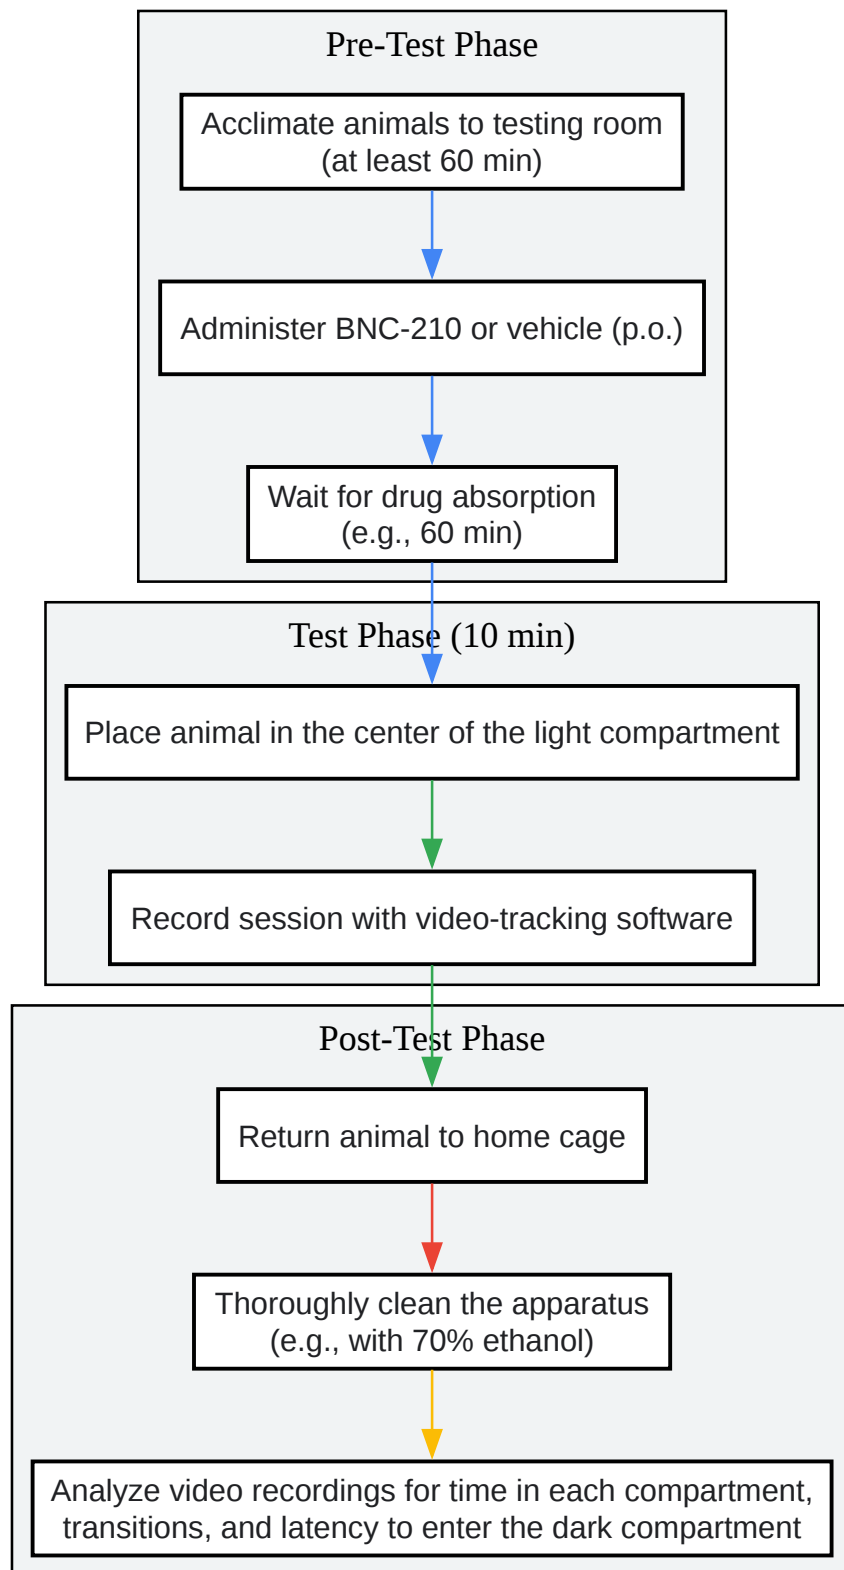 Pre-Test Phase
Acclimate animals to testing room
(at least 60 min)
Administer BNC-210 or vehicle (p.o.)
Wait for drug absorption
(e.g., 60 min)
Test Phase (10 min)
Place animal in the center of the light compartment
Record session with video-tracking software
Post-Test Phase
Return animal to home cage
Thoroughly clean the apparatus
(e.g., with 70% ethanol)
Analyze video recordings for time in each compartment,
transitions, and latency to enter the dark compartment